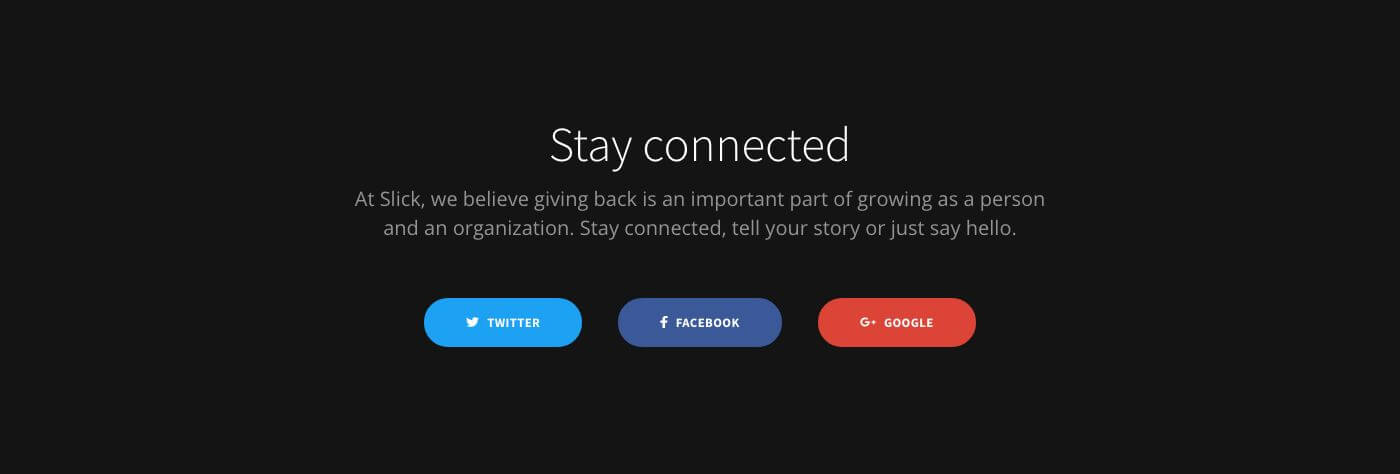 Stay connected
At Slick, we believe giving back is an important part of growing as a person
and an organization. Stay connected, tell your story or just say hello.
TWITTER
FACEBOOK
GOOGLE